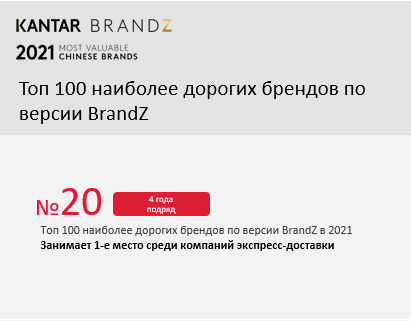 KANTAR BRANDZ
2021 MOST VALUABLE
CHINESE BRANDS
Топ 100 наиболее дорогих брендов по
версии BrandZ
№20
4 года
подряд
Топ 100 наиболее дорогих брендов по версии BrandZ в 2021
Занимает 1-е место среди компаний экспресс-доставки